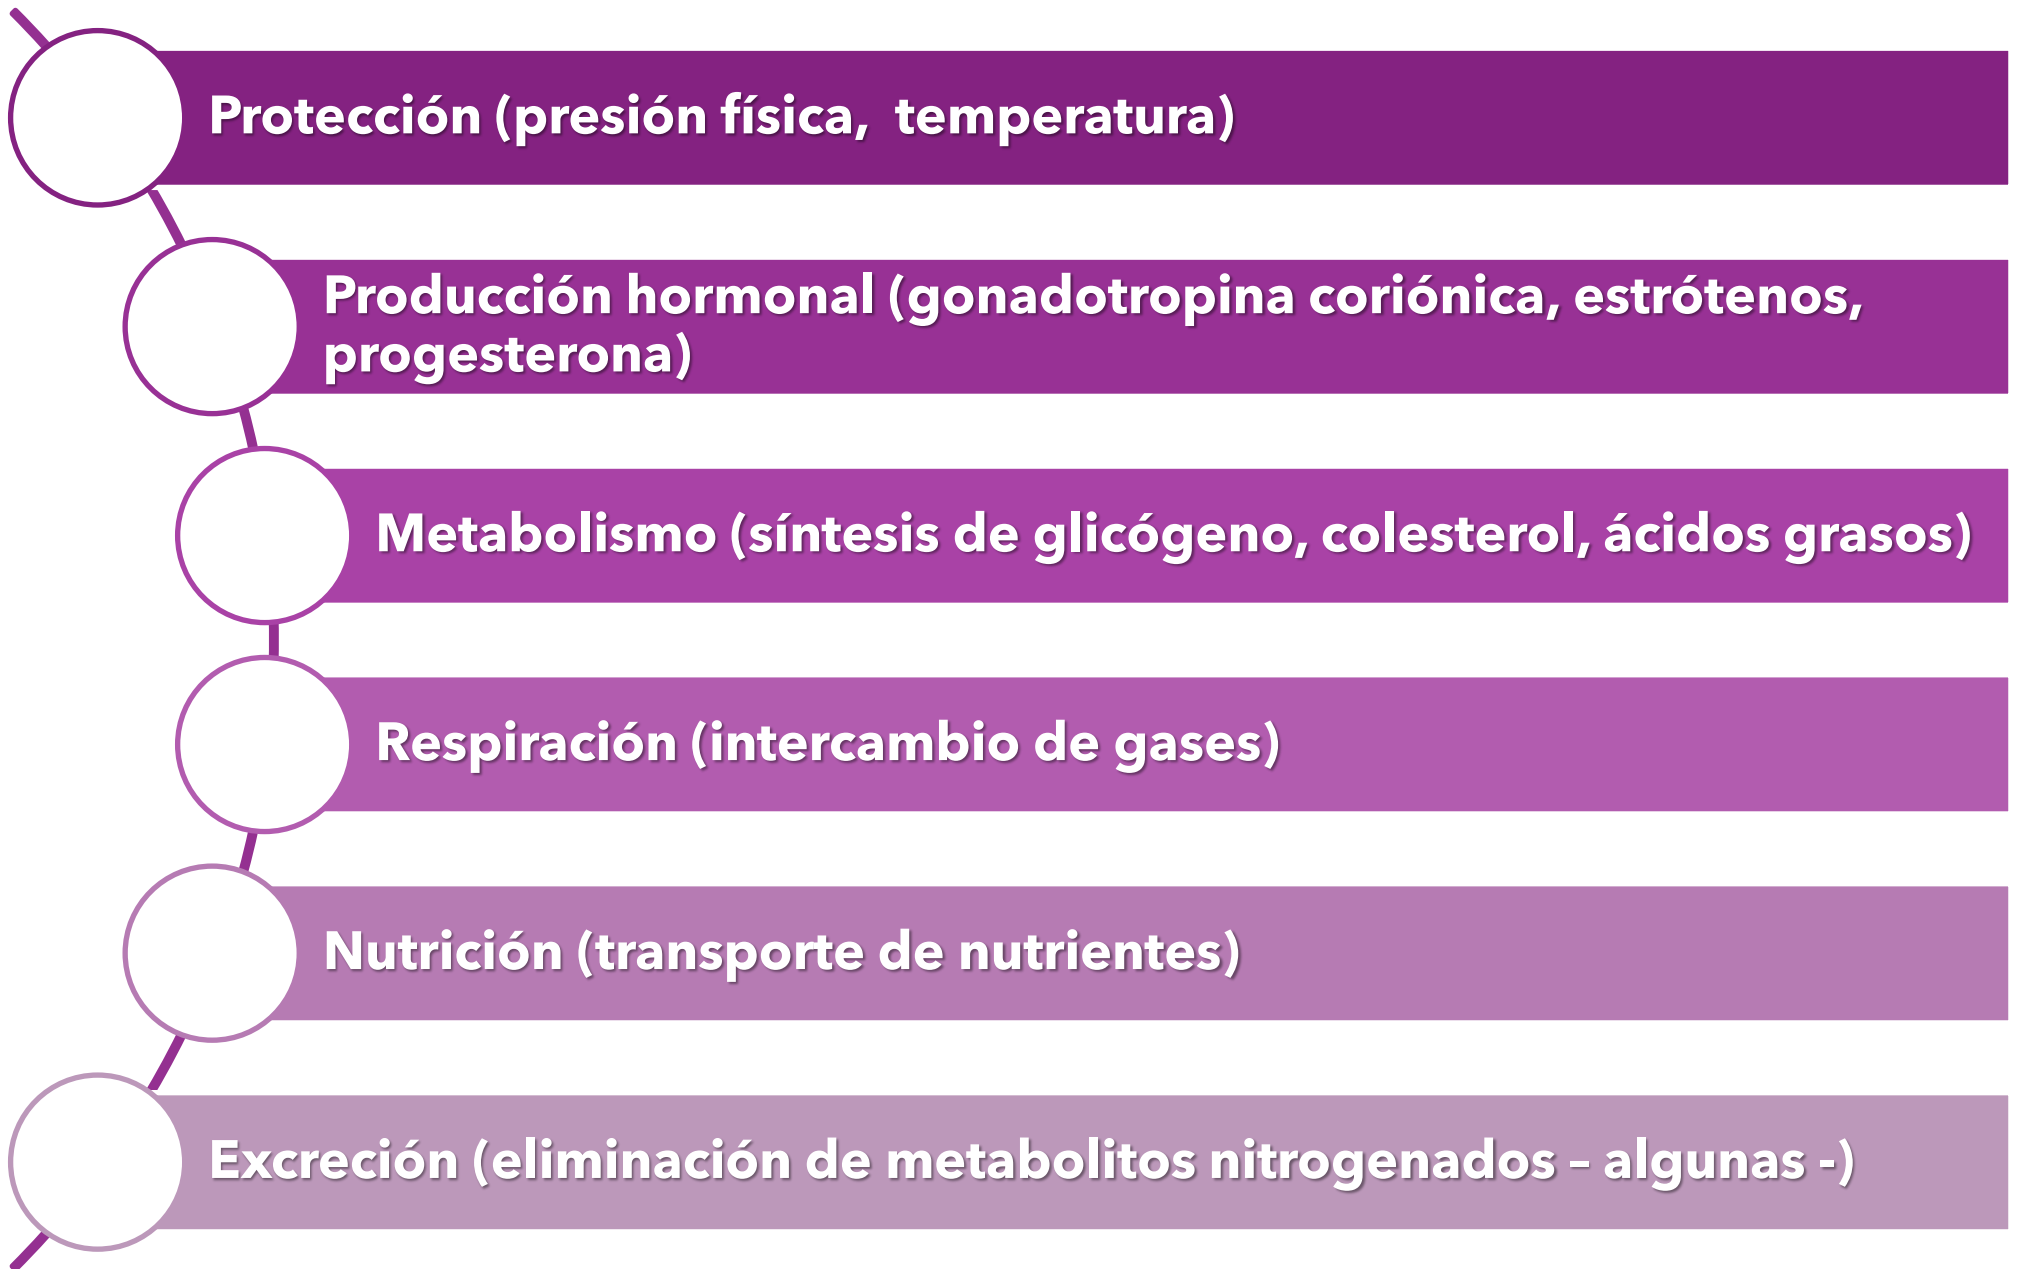 Protección (presión física,  temperatura)
Producción hormonal (gonadotropina coriónica, estrótenos,
progesterona)
Metabolismo (síntesis de glicógeno, colesterol, ácidos grasos)
Respiración (intercambio de gases)
Nutrición (transporte de nutrientes)
Excreción (eliminación de metabolitos nitrogenados – algunas -)